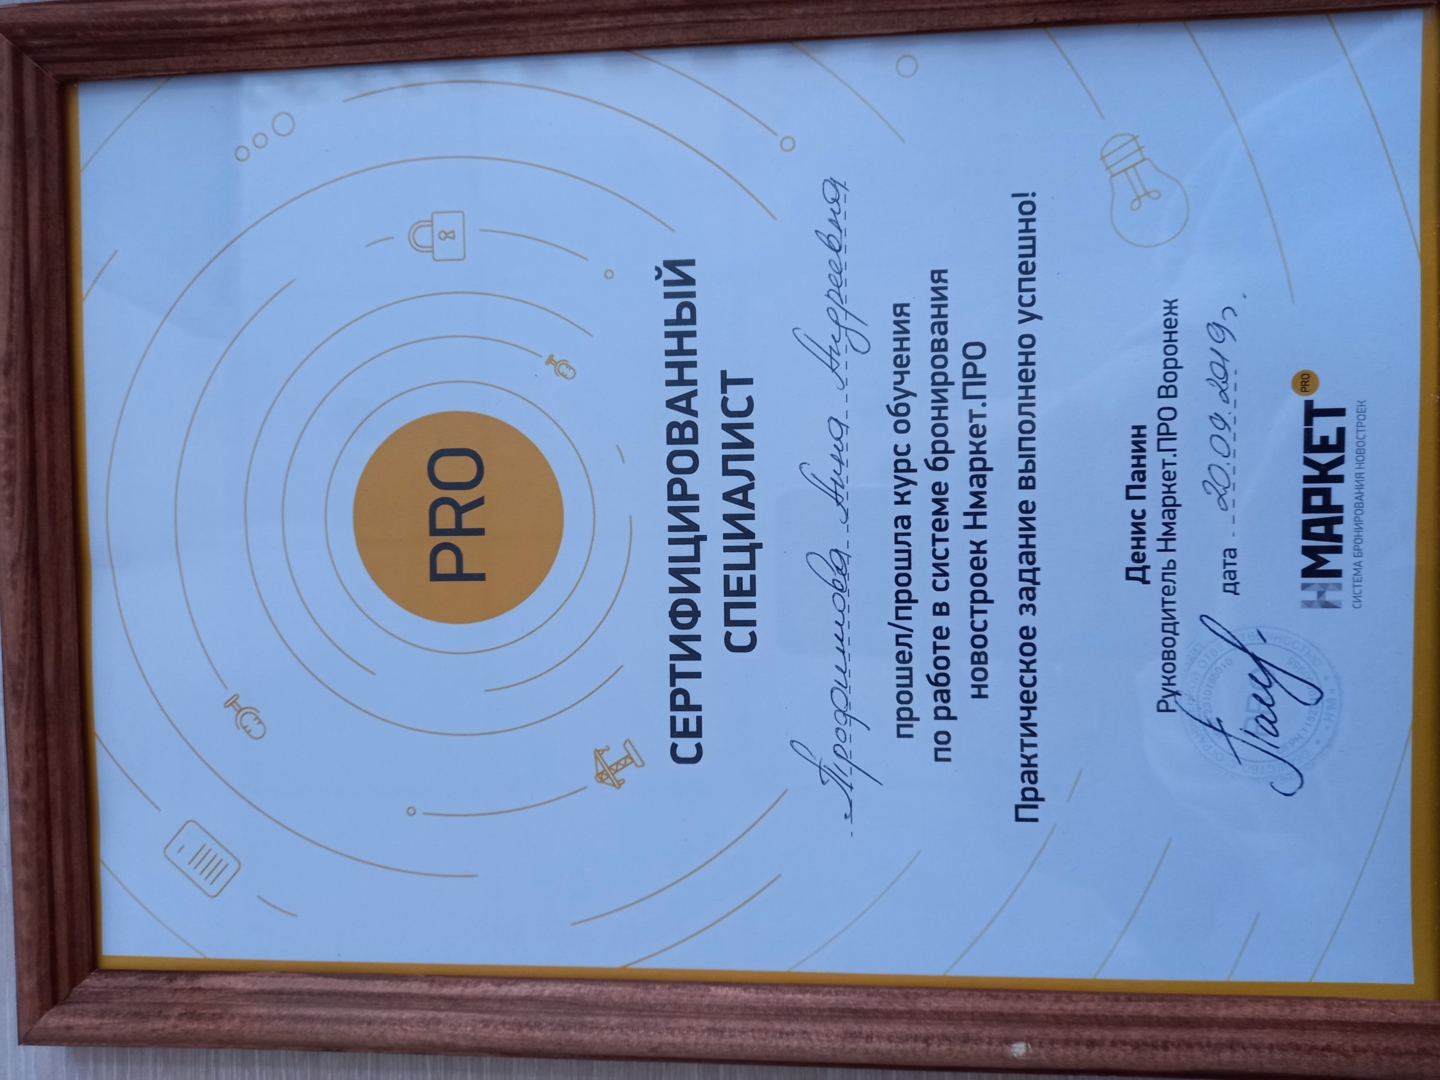 PRO
СЕРТИФИЦИРОВАННЫЙ
СПЕЦИАЛИСТ
Анна Андреевна
прошел/прошла курс обучения
по работе в системе бронирования
новостроек Нмаркет.ПРО
Практическое задание выполнено успешно!
Денис Панин
Руководитель Нмаркет.ПРО Воронеж
дата 20.09.2019г.
НМАРКЕТ PRO
СИСТЕМА БРОНИРОВАНИЯ НОВОСТРОЕК